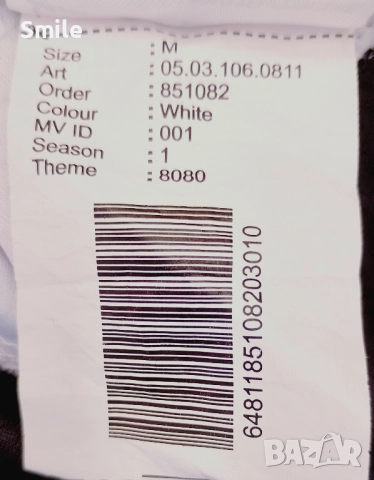 Smile
Size : M
Art : 05.03.106.0811
Order : 851082
Colour : White
MV ID : 001
Season : 1
Theme : 8080
6481185108203010
BAZAR